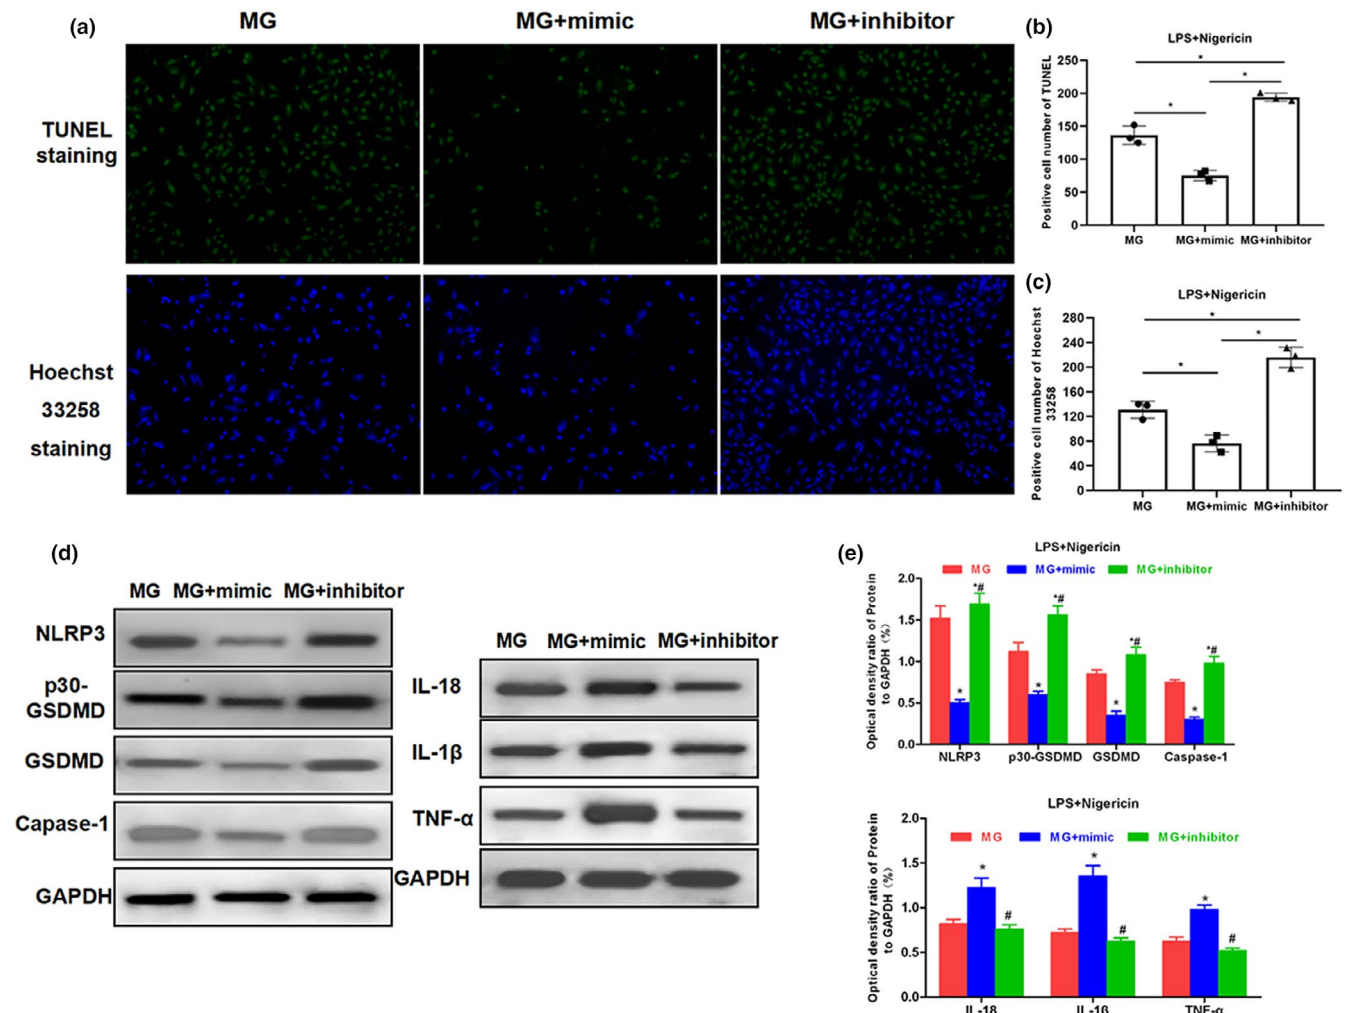 (a)
MG
MG+mimic
MG+inhibitor
TUNEL
staining
Hoechst
33258
staining
(b)
LPS+Nigericin
Positive cell number of TUNEL
250
200
150
100
50
0
*
*
*
MG
MG+mimic
MG+inhibitor
(c)
LPS+Nigericin
Positive cell number of Hoechst
33258
280
240
200
160
120
80
40
0
*
*
*
MG
MG+mimic
MG+inhibitor
(d)
MG
MG+mimic
MG+inhibitor
NLRP3
p30-
GSDMD
GSDMD
Capase-1
GAPDH
MG
MG+mimic
MG+inhibitor
IL-18
IL-1β
TNF-α
GAPDH
(e)
LPS+Nigericin
MG
MG+mimic
MG+inhibitor
Optical density ratio of Protein
to GAPDH (%)
2.0
1.5
1.0
0.5
0.0
*
*#
*
*#
*
*#
*
*#
NLRP3
p30-GSDMD
GSDMD
Caspase-1
LPS+Nigericin
MG
MG+mimic
MG+inhibitor
Optical density ratio of Protein
to GAPDH (%)
2.0
1.5
1.0
0.5
0.0
*
#
*
#
*
#
IL-18
IL-1β
TNF-α